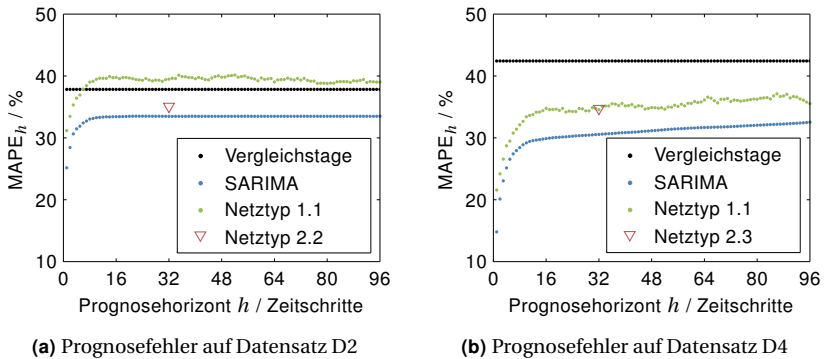 50
40
30
20
10
MAPEh / %
0 16 32 48 64 80 96
Prognosehorizont h / Zeitschritte
Vergleichstage
SARIMA
Netztyp 1.1
Netztyp 2.2
(a) Prognosefehler auf Datensatz D2
50
40
30
20
10
MAPEh / %
0 16 32 48 64 80 96
Prognosehorizont h / Zeitschritte
Vergleichstage
SARIMA
Netztyp 1.1
Netztyp 2.3
(b) Prognosefehler auf Datensatz D4